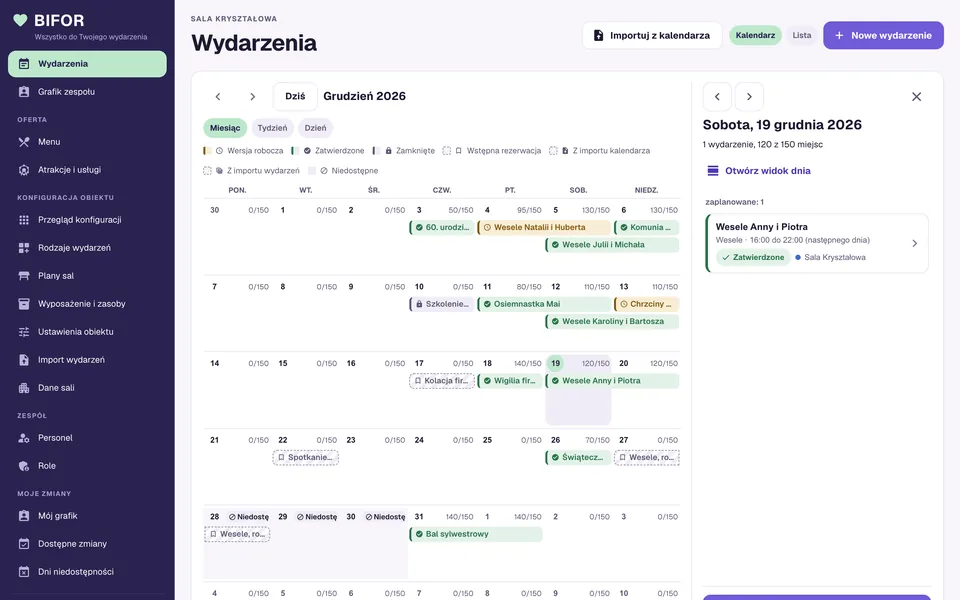 BIFOR
Wszystko do Twojego wydarzenia
Wydarzenia
Grafik zespołu
OFERTA
Menu
Atrakcje i usługi
KONFIGURACJA OBIEKTU
Przegląd konfiguracji
Rodzaje wydarzeń
Plany sal
Wyposażenie i zasoby
Ustawienia obiektu
Import wydarzeń
Dane sali
ZESPÓŁ
Personel
Role
MOJE ZMIANY
Mój grafik
Dostępne zmiany
Dni niedostępności
SALA KRYSZTAŁOWA
Wydarzenia
Importuj z kalendarza
Kalendarz
Lista
+ Nowe wydarzenie
Dziś
Grudzień 2026
Miesiąc Tydzień Dzień
Wersja robocza Zatwierdzone Zamknięte Wstępna rezerwacja Z importu kalendarza
Z importu wydarzeń Niedostępne
PON. WT. ŚR. CZW. PT. SOB. NIEDZ.
30 0/150 1 0/150 2 0/150 3 50/150 4 95/150 5 130/150 6 130/150
60. urodzi... Wesele Natalii i Huberta Komunia ...
Wesele Julii i Michała
7 0/150 8 0/150 9 0/150 10 0/150 11 80/150 12 110/150 13 110/150
Szkolenie... Osiemnastka Mai Chrzciny ...
Wesele Karoliny i Bartosza
14 0/150 15 0/150 16 0/150 17 0/150 18 140/150 19 120/150 20 120/150
Kolacja fir... Wigilia fir... Wesele Anny i Piotra
21 0/150 22 0/150 23 0/150 24 0/150 25 0/150 26 70/150 27 0/150
Spotkanie... Świątecz... Wesele, ro...
28 Niedostę 29 Niedostę 30 Niedostę 31 140/150 1 140/150 2 0/150 3 0/150
Wesele, ro... Bal sylwestrowy
4 0/150 5 0/150 6 0/150 7 0/150 8 0/150 9 0/150 10 0/150
Sobota, 19 grudnia 2026
1 wydarzenie, 120 z 150 miejsc
Otwórz widok dnia
zaplanowane: 1
Wesele Anny i Piotra
Wesele · 16:00 do 22:00 (następnego dnia)
Zatwierdzone Sala Kryształowa